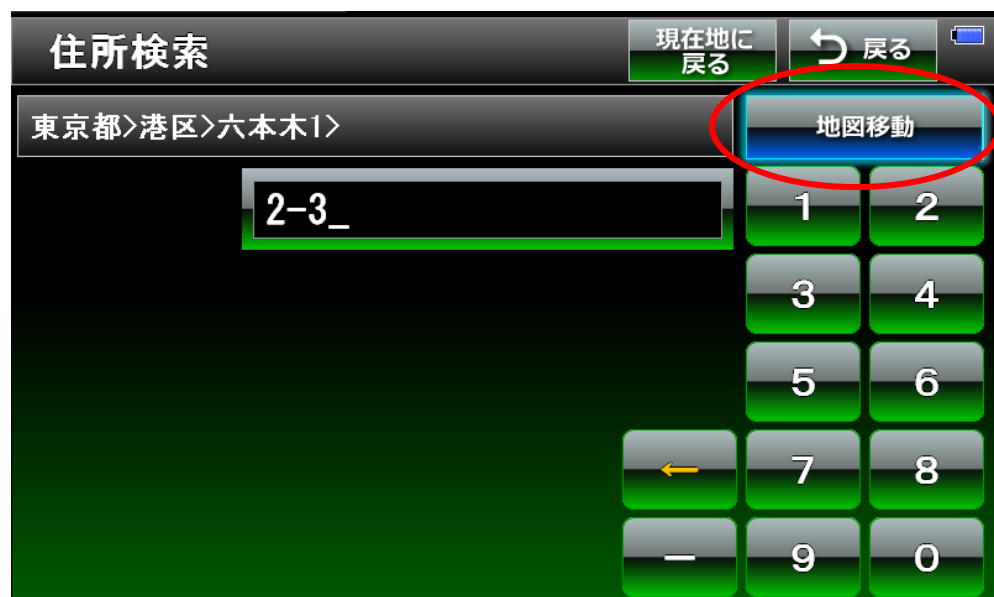 住所検索
現在地に
戻る
戻る
東京都>港区>六本木1>
地図移動
2-3_
1 2
3 4
5 6
← 7 8
— 9 0